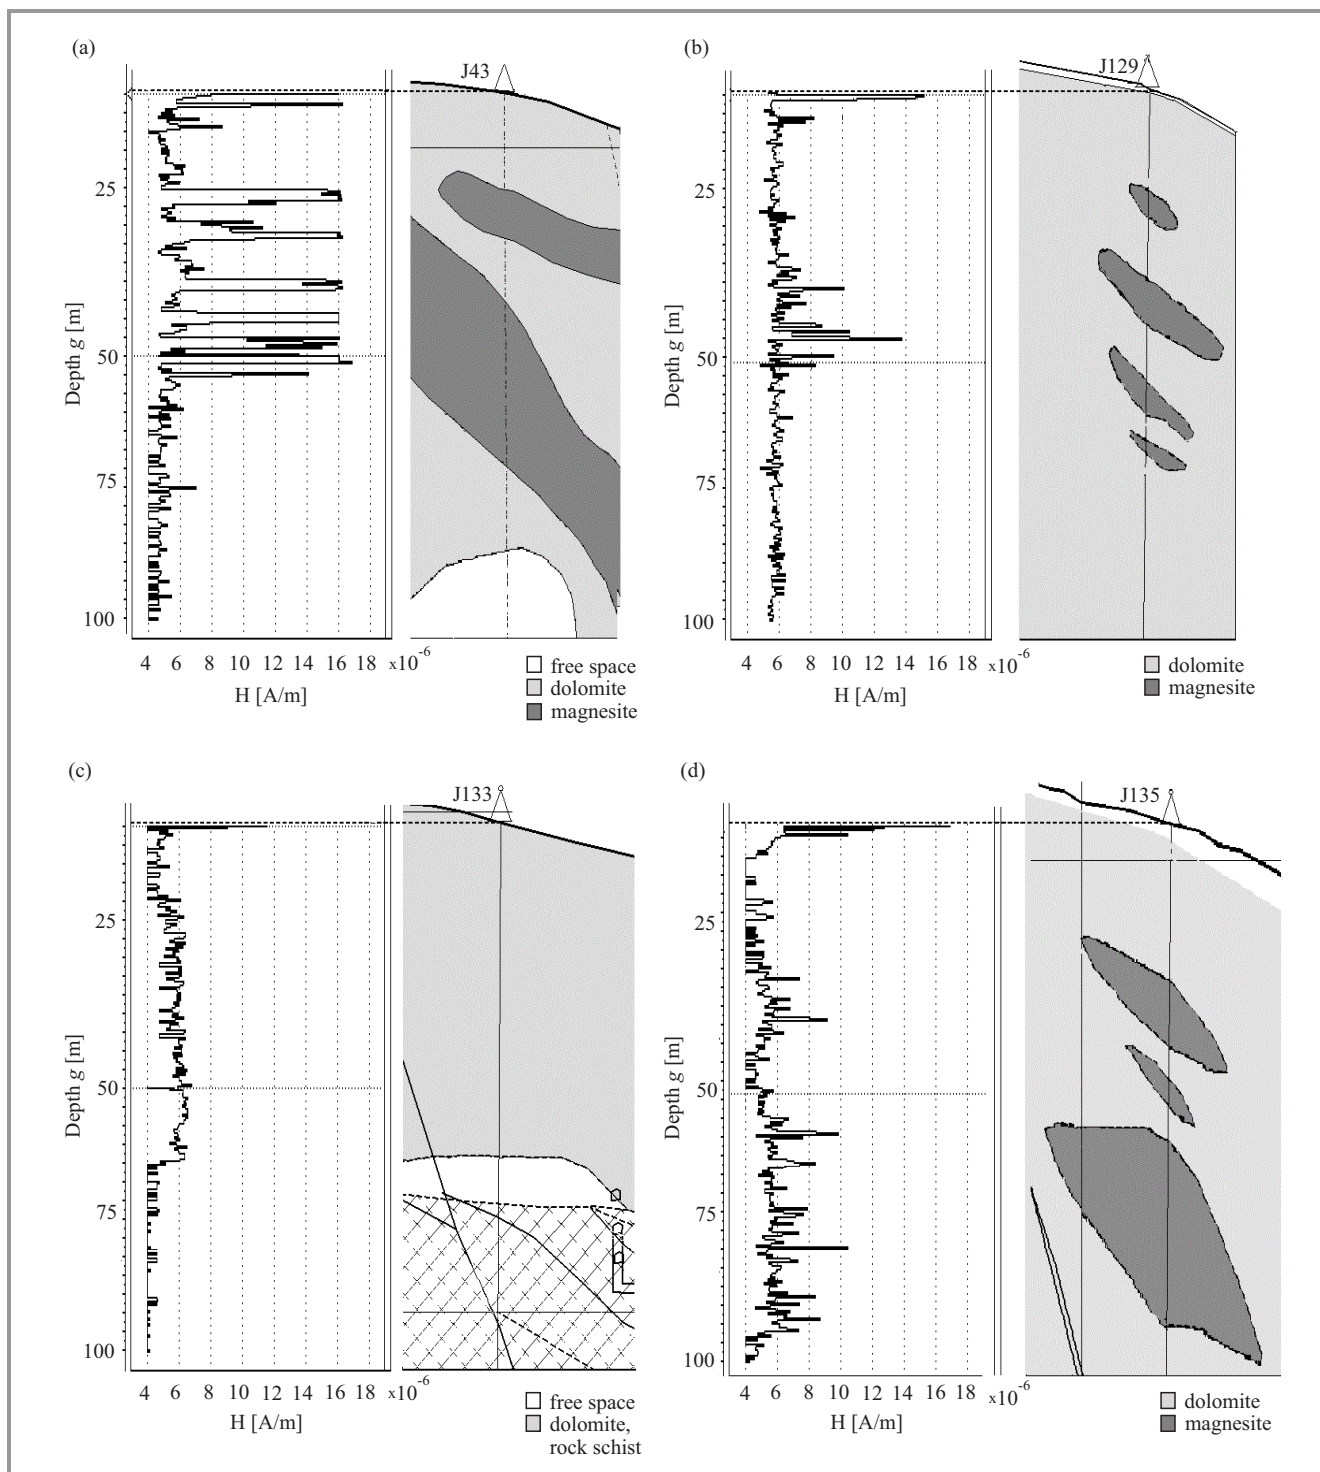 (a)
J43
Depth g [m]
25
50
75
100
4 6 8 10 12 14 16 18 x10-6
H [A/m]
free space
dolomite
magnesite
(b)
J129
Depth g [m]
25
50
75
100
4 6 8 10 12 14 16 18 x10-6
H [A/m]
dolomite
magnesite
(c)
J133
Depth g [m]
25
50
75
100
4 6 8 10 12 14 16 18 x10-6
H [A/m]
free space
dolomite,
rock schist
(d)
J135
Depth g [m]
25
50
75
100
4 6 8 10 12 14 16 18 x10-6
H [A/m]
dolomite
magnesite